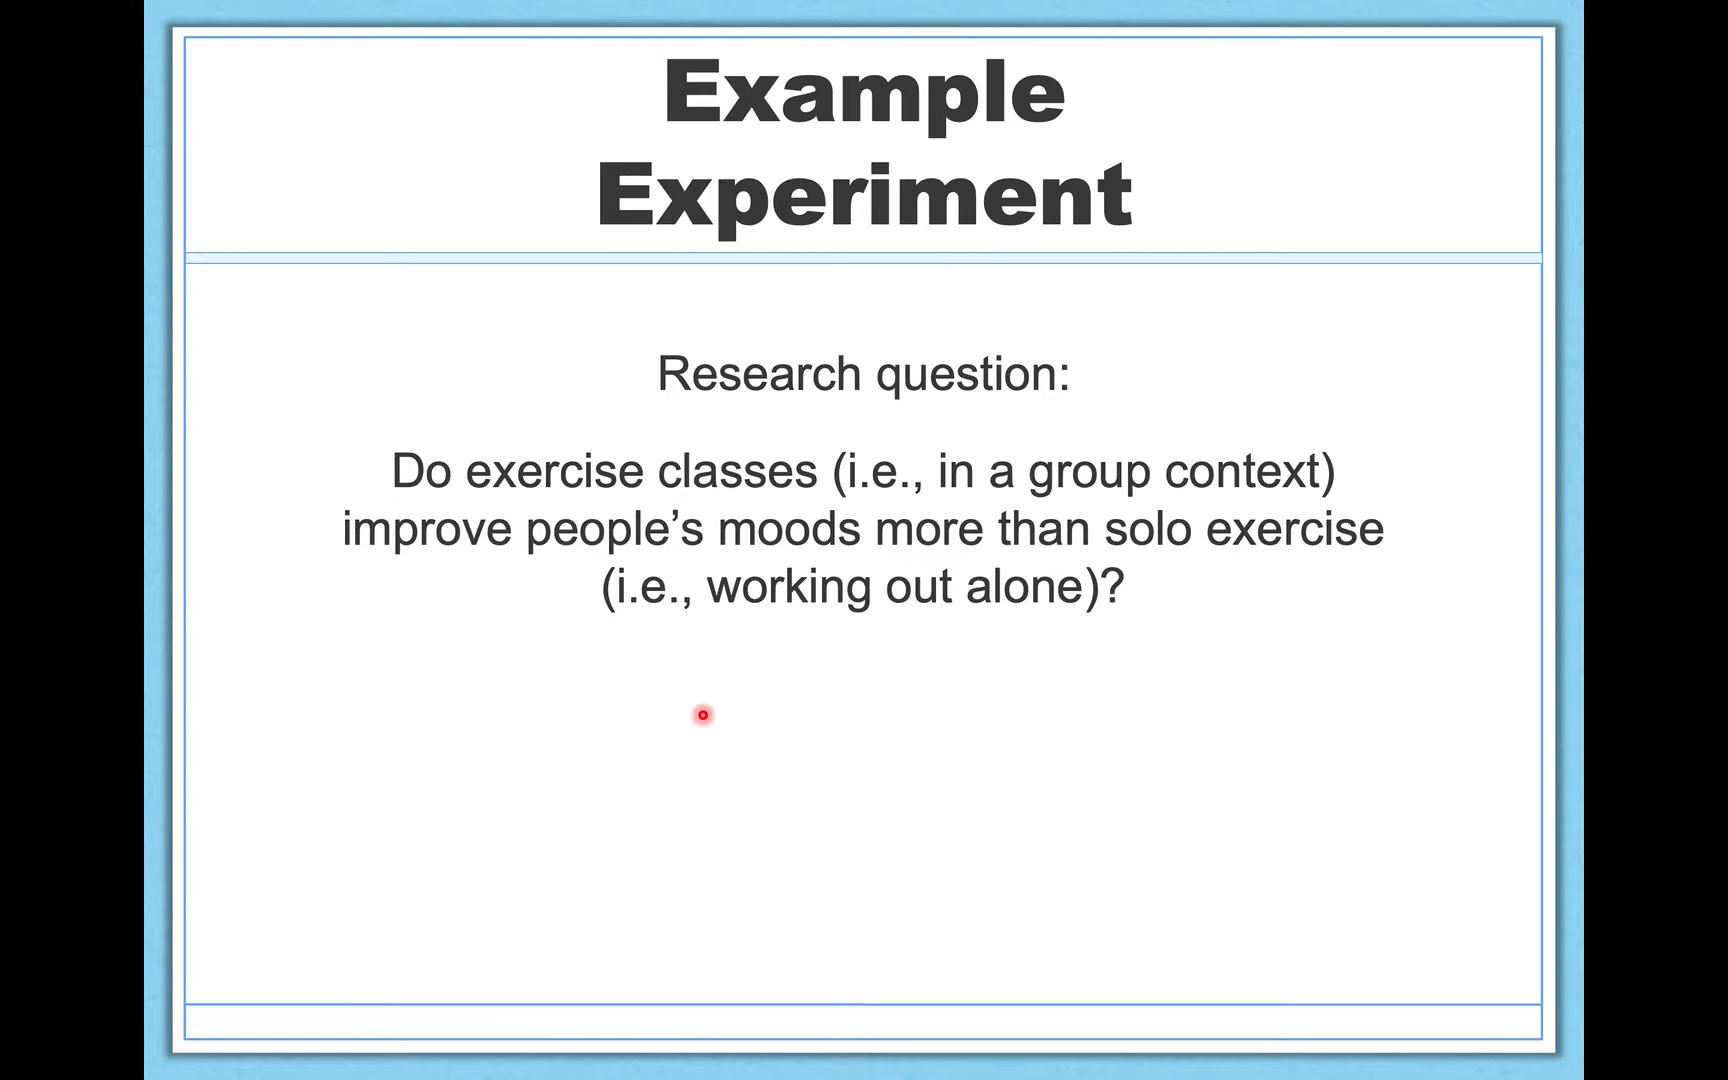 Example
Experiment
Research question:
Do exercise classes (i.e., in a group context)
improve people’s moods more than solo exercise
(i.e., working out alone)?